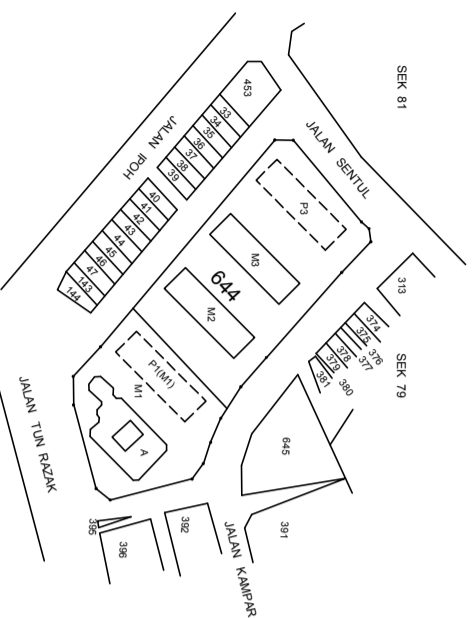 SEK 81
453
33
34
35
36
37
38
39
JALAN SENTUL
JALAN IPOH
40
41
42
43
44
45
46
47
143
144
P3
M3
644
M2
P1(M1)
M1
A
313
374
375
376
377
378
379
380
381
SEK 79
645
391
392
395
396
JALAN KAMPAR
JALAN TUN RAZAK